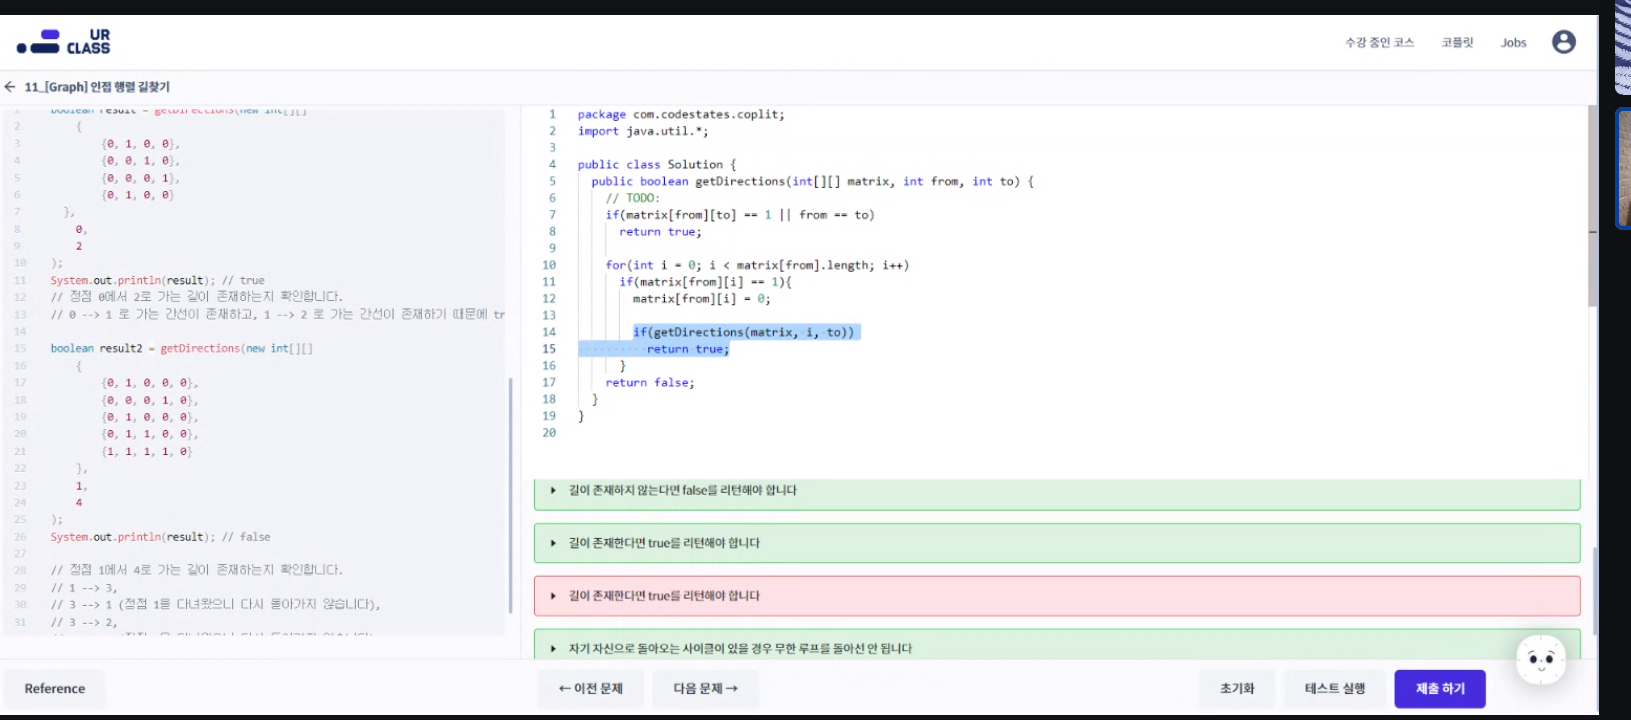 UR
CLASS
수강 중인 코스
코플릿
Jobs
← 11_[Graph] 인접 행렬 길찾기
1 boolean result = getDirections(new int[][]
2 {
3 {0, 1, 0, 0},
4 {0, 0, 1, 0},
5 {0, 0, 0, 1},
6 {0, 1, 0, 0}
7 },
8 0,
9 2
10 );
11 System.out.println(result); // true
12 // 정점 0에서 2로 가는 길이 존재하는지 확인합니다.
13 // 0 --> 1 로 가는 간선이 존재하고, 1 --> 2 로 가는 간선이 존재하기 때문에 tr
14
15 boolean result2 = getDirections(new int[][]
16 {
17 {0, 1, 0, 0, 0},
18 {0, 0, 0, 1, 0},
19 {0, 1, 0, 0, 0},
20 {0, 1, 1, 0, 0},
21 {1, 1, 1, 1, 0}
22 },
23 1,
24 4
25 );
26 System.out.println(result); // false
27
28 // 정점 1에서 4로 가는 길이 존재하는지 확인합니다.
29 // 1 --> 3,
30 // 3 --> 1 (정점 1을 다녀왔으니 다시 돌아가지 않습니다),
31 // 3 --> 2,
1 package com.codestates.coplit;
2 import java.util.*;
3
4 public class Solution {
5 public boolean getDirections(int[][] matrix, int from, int to) {
6 // TODO:
7 if(matrix[from][to] == 1 || from == to)
8 return true;
9
10 for(int i = 0; i < matrix[from].length; i++)
11 if(matrix[from][i] == 1){
12 matrix[from][i] = 0;
13
14 if(getDirections(matrix, i, to))
15 return true;
16 }
17 return false;
18 }
19 }
20
길이 존재하지 않는다면 false를 리턴해야 합니다
길이 존재한다면 true를 리턴해야 합니다
길이 존재한다면 true를 리턴해야 합니다
자기 자신으로 돌아오는 사이클이 있을 경우 무한 루프를 돌아선 안 됩니다
Reference
← 이전 문제
다음 문제 →
초기화
테스트 실행
제출 하기